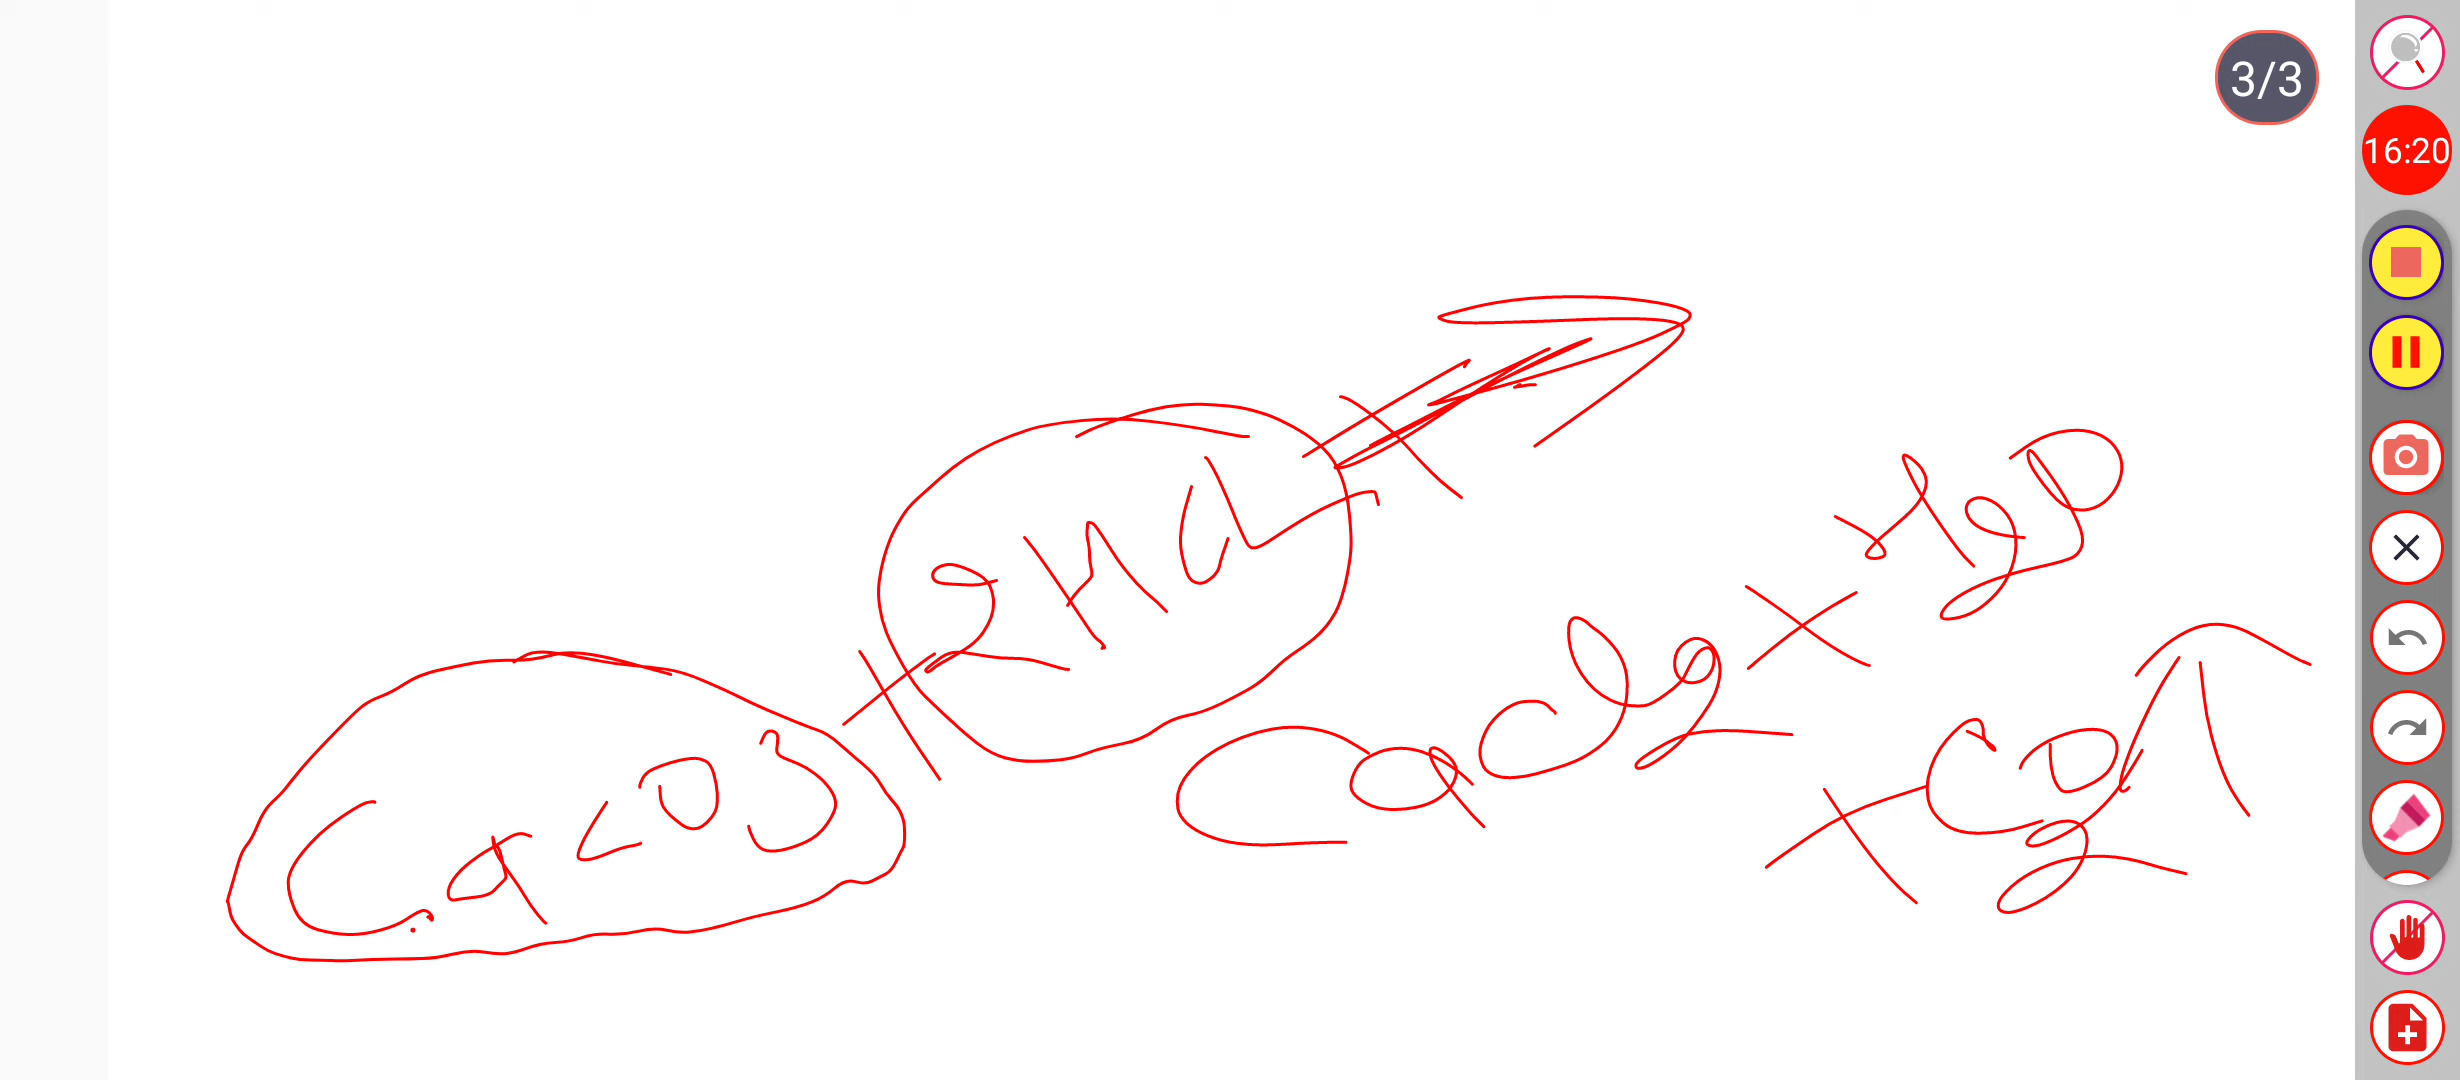 3/3
16:20
CaCO3 + 2HCl → CaCl2 + H2O + CO2 ↑